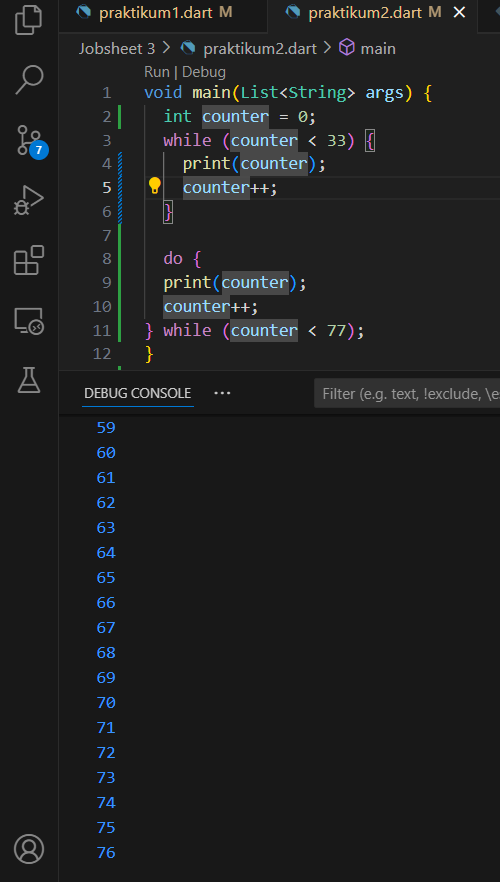 praktikum1.dart M praktikum2.dart M
Jobsheet 3 > praktikum2.dart > main
Run | Debug
1 void main(List<String> args) {
2 int counter = 0;
3 while (counter < 33) {
4 print(counter);
5 counter++;
6 }
7
8 do {
9 print(counter);
10 counter++;
11 } while (counter < 77);
12 }
7
DEBUG CONSOLE ··· Filter (e.g. text, !exclude, \es
59
60
61
62
63
64
65
66
67
68
69
70
71
72
73
74
75
76